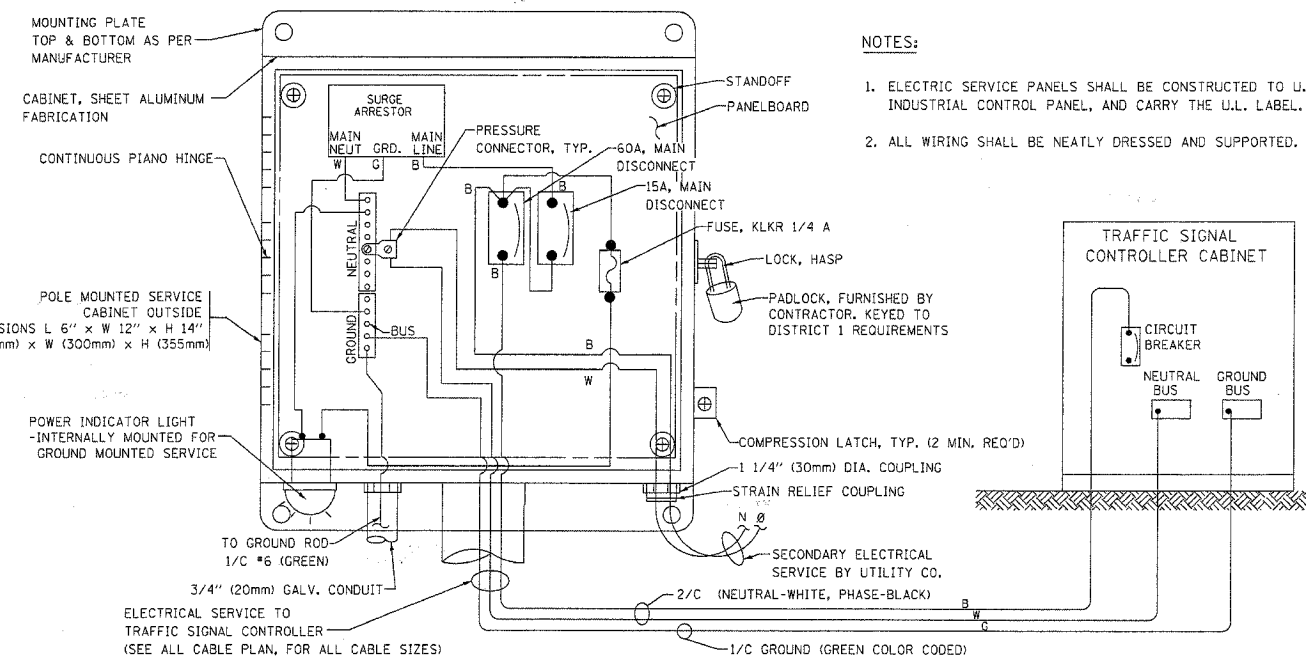 MOUNTING PLATE
TOP & BOTTOM AS PER
MANUFACTURER
CABINET, SHEET ALUMINUM
FABRICATION
CONTINUOUS PIANO HINGE
POLE MOUNTED SERVICE
CABINET OUTSIDE
SIONS L 6" x W 12" x H 14"
mm) x W (300mm) x H (355mm)
POWER INDICATOR LIGHT
-INTERNALLY MOUNTED FOR
GROUND MOUNTED SERVICE
SURGE
ARRESTOR
MAIN
NEUT
GRD.
MAIN
LINE
W
G
B
NEUTRAL
GROUND
BUS
PRESSURE
CONNECTOR, TYP.
60A, MAIN
DISCONNECT
15A, MAIN
DISCONNECT
B
B
B
B
W
STANDOFF
PANELBOARD
FUSE, KLKR 1/4 A
LOCK, HASP
PADLOCK, FURNISHED BY
CONTRACTOR. KEYED TO
DISTRICT 1 REQUIREMENTS
COMPRESSION LATCH, TYP. (2 MIN. REQ'D)
1 1/4" (30mm) DIA. COUPLING
STRAIN RELIEF COUPLING
N Ø
SECONDARY ELECTRICAL
SERVICE BY UTILITY CO.
TO GROUND ROD
1/C #6 (GREEN)
3/4" (20mm) GALV. CONDUIT
ELECTRICAL SERVICE TO
TRAFFIC SIGNAL CONTROLLER
(SEE ALL CABLE PLAN, FOR ALL CABLE SIZES)
2/C (NEUTRAL-WHITE, PHASE-BLACK)
B
W
G
1/C GROUND (GREEN COLOR CODED)
NOTES:
1. ELECTRIC SERVICE PANELS SHALL BE CONSTRUCTED TO U.
INDUSTRIAL CONTROL PANEL, AND CARRY THE U.L. LABEL.
2. ALL WIRING SHALL BE NEATLY DRESSED AND SUPPORTED.
TRAFFIC SIGNAL
CONTROLLER CABINET
CIRCUIT
BREAKER
NEUTRAL
BUS
GROUND
BUS